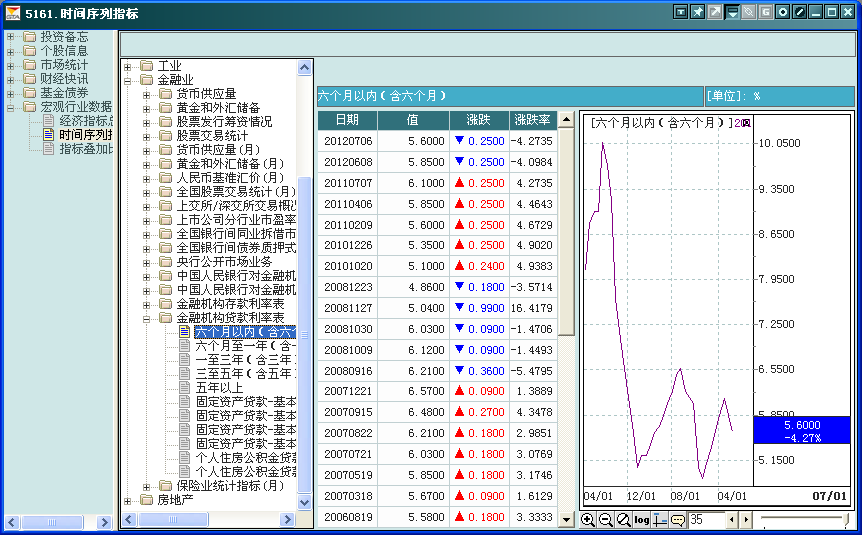 5161.时间序列指标
投资备忘
个股信息
市场统计
财经快讯
基金债券
宏观行业数据
经济指标总
时间序列指
指标叠加比
工业
金融业
货币供应量
黄金和外汇储备
股票发行筹资情况
股票交易统计
货币供应量(月)
黄金和外汇储备(月)
人民币基准汇价(月)
全国股票交易统计(月)
上交所/深交所交易概况
上市公司分行业市盈率
全国银行间同业拆借市
全国银行间债券质押式
央行公开市场业务
中国人民银行对金融机
中国人民银行对金融机
金融机构存款利率表
金融机构贷款利率表
六个月以内(含六个
六个月至一年(含一
一至三年(含三年)
三至五年(含五年)
五年以上
固定资产贷款-基本
固定资产贷款-基本
固定资产贷款-基本
固定资产贷款-基本
个人住房公积金贷款
个人住房公积金贷款
保险业统计指标(月)
房地产
六个月以内(含六个月) [单位]: %
日期 值 涨跌 涨跌率
20120706 5.6000 ▼ 0.2500 -4.2735
20120608 5.8500 ▼ 0.2500 -4.0984
20110707 6.1000 ▲ 0.2500 4.2735
20110406 5.8500 ▲ 0.2500 4.4643
20110209 5.6000 ▲ 0.2500 4.6729
20101226 5.3500 ▲ 0.2500 4.9020
20101020 5.1000 ▲ 0.2400 4.9383
20081223 4.8600 ▼ 0.1800 -3.5714
20081127 5.0400 ▼ 0.9900 16.4179
20081030 6.0300 ▼ 0.0900 -1.4706
20081009 6.1200 ▼ 0.0900 -1.4493
20080916 6.2100 ▼ 0.3600 -5.4795
20071221 6.5700 ▲ 0.0900 1.3889
20070915 6.4800 ▲ 0.2700 4.3478
20070822 6.2100 ▲ 0.1800 2.9851
20070721 6.0300 ▲ 0.1800 3.0769
20070519 5.8500 ▲ 0.1800 3.1746
20070318 5.6700 ▲ 0.0900 1.6129
20060819 5.5800 ▲ 0.1800 3.3333
[六个月以内(含六个月)]
10.0500
9.3500
8.6500
7.9500
7.2500
6.5500
5.8500
5.6000
-4.27%
5.1500
04/01 12/01 08/01 04/01 07/01
log 35